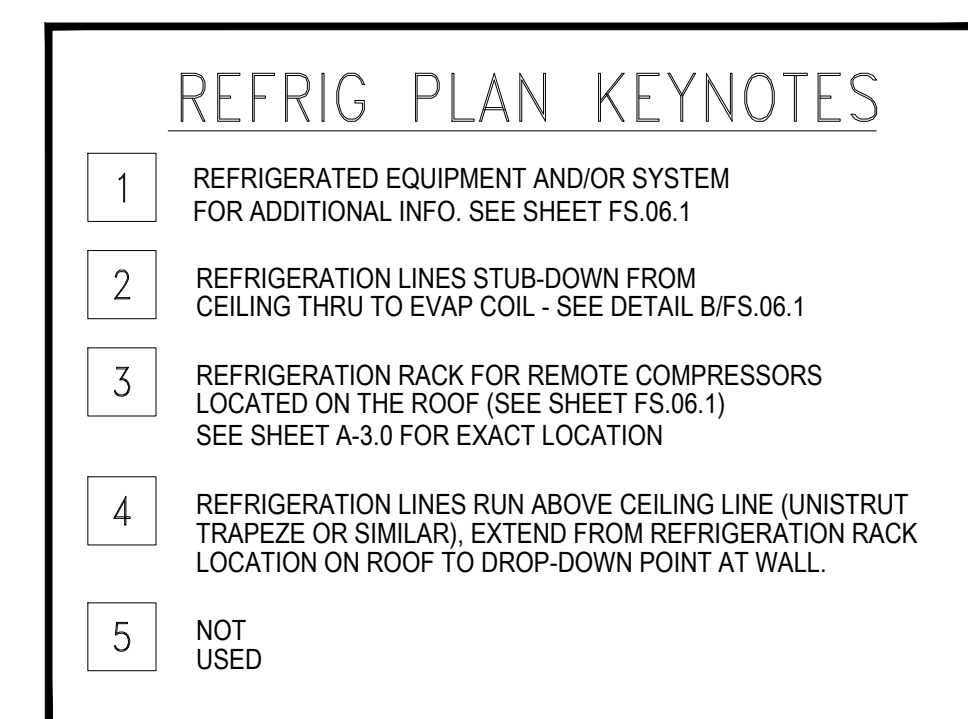 REFRIG PLAN KEYNOTES
1 REFRIGERATED EQUIPMENT AND/OR SYSTEM
FOR ADDITIONAL INFO. SEE SHEET FS.06.1
2 REFRIGERATION LINES STUB-DOWN FROM
CEILING THRU TO EVAP COIL - SEE DETAIL B/FS.06.1
3 REFRIGERATION RACK FOR REMOTE COMPRESSORS
LOCATED ON THE ROOF (SEE SHEET FS.06.1)
SEE SHEET A-3.0 FOR EXACT LOCATION
4 REFRIGERATION LINES RUN ABOVE CEILING LINE (UNISTRUT
TRAPEZE OR SIMILAR), EXTEND FROM REFRIGERATION RACK
LOCATION ON ROOF TO DROP-DOWN POINT AT WALL.
5 NOT
USED